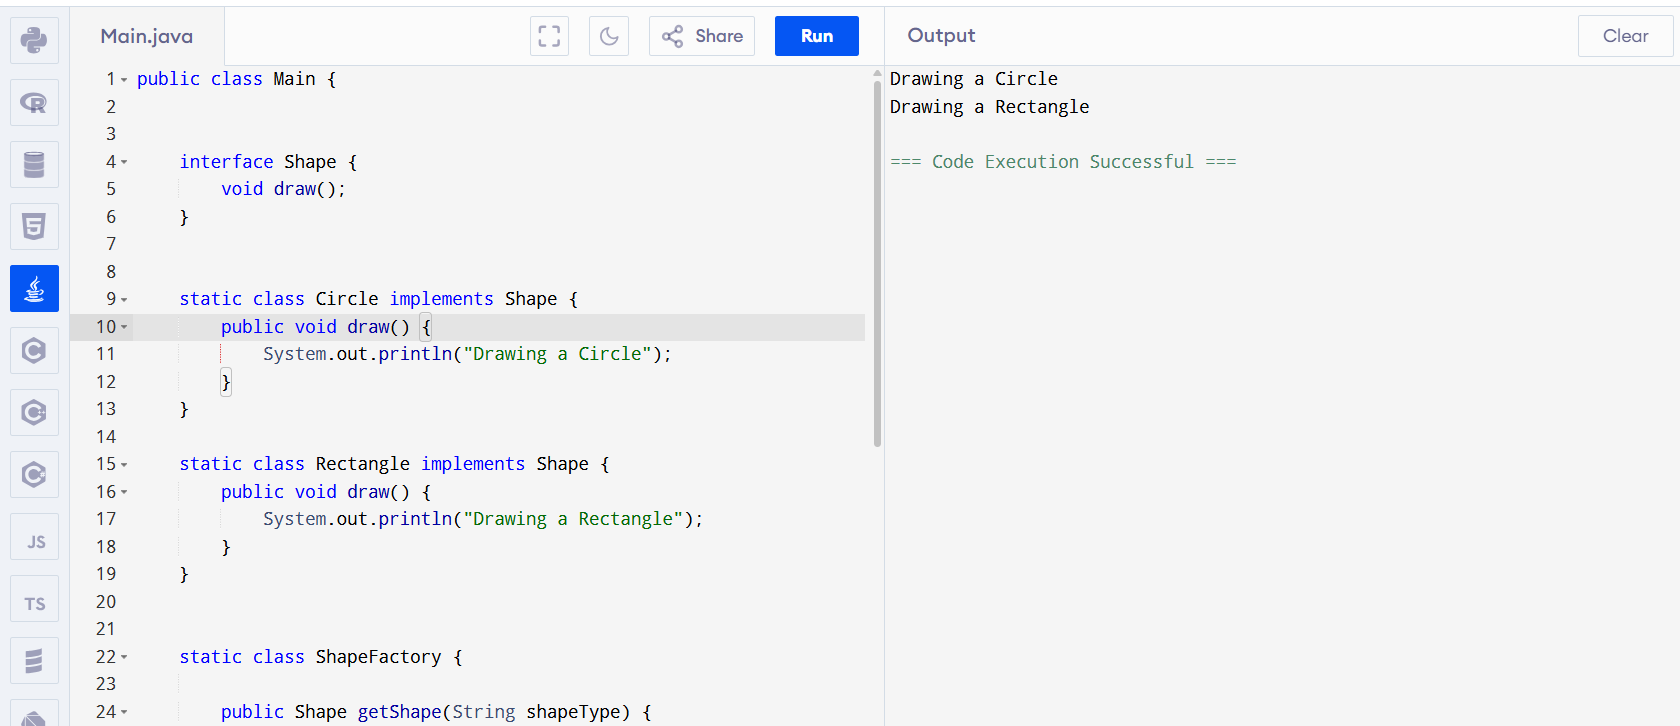 Main.java
Share
Run
Output
Clear
1 public class Main {
2
3
4     interface Shape {
5         void draw();
6     }
7
8
9     static class Circle implements Shape {
10         public void draw() {
11             System.out.println("Drawing a Circle");
12         }
13     }
14
15     static class Rectangle implements Shape {
16         public void draw() {
17             System.out.println("Drawing a Rectangle");
18         }
19     }
20
21
22     static class ShapeFactory {
23
24         public Shape getShape(String shapeType) {
Drawing a Circle
Drawing a Rectangle
=== Code Execution Successful ===
R
5
C
C+
C#
JS
TS